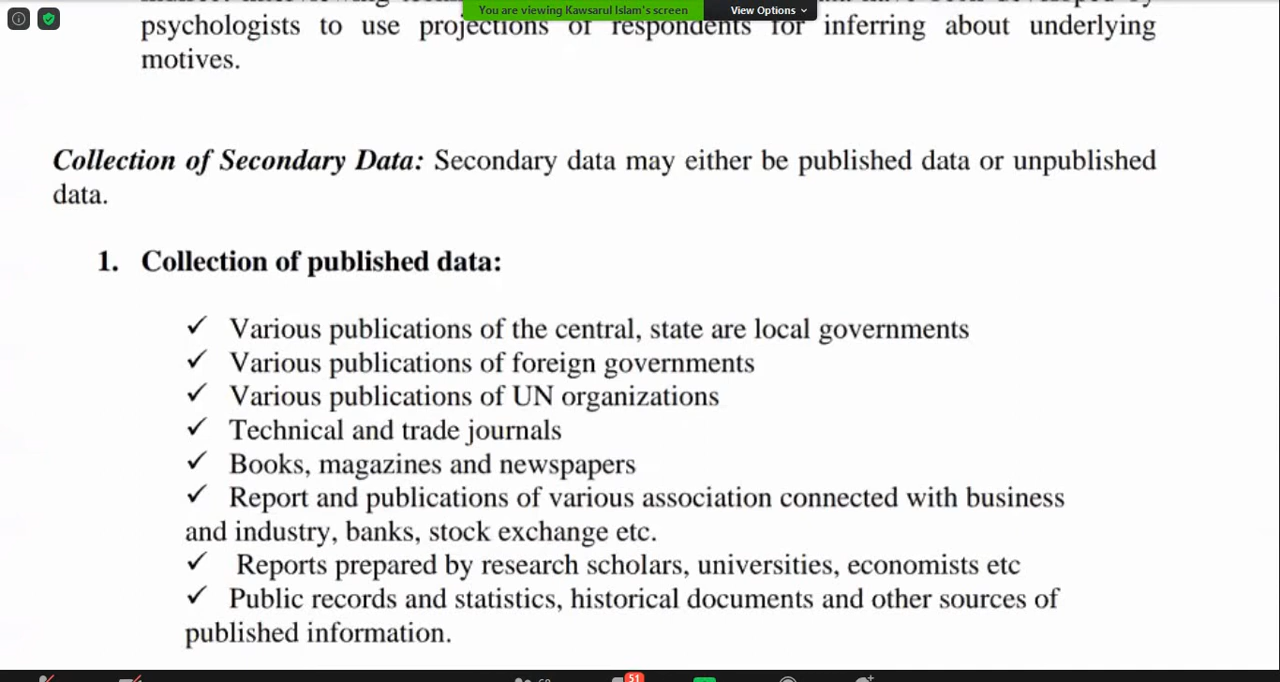 You are viewing Kawsarul Islam's screen View Options
psychologists to use projections of respondents for inferring about underlying
motives.
Collection of Secondary Data: Secondary data may either be published data or unpublished
data.
1. Collection of published data:
✓ Various publications of the central, state are local governments
✓ Various publications of foreign governments
✓ Various publications of UN organizations
✓ Technical and trade journals
✓ Books, magazines and newspapers
✓ Report and publications of various association connected with business
and industry, banks, stock exchange etc.
✓ Reports prepared by research scholars, universities, economists etc
✓ Public records and statistics, historical documents and other sources of
published information.
51